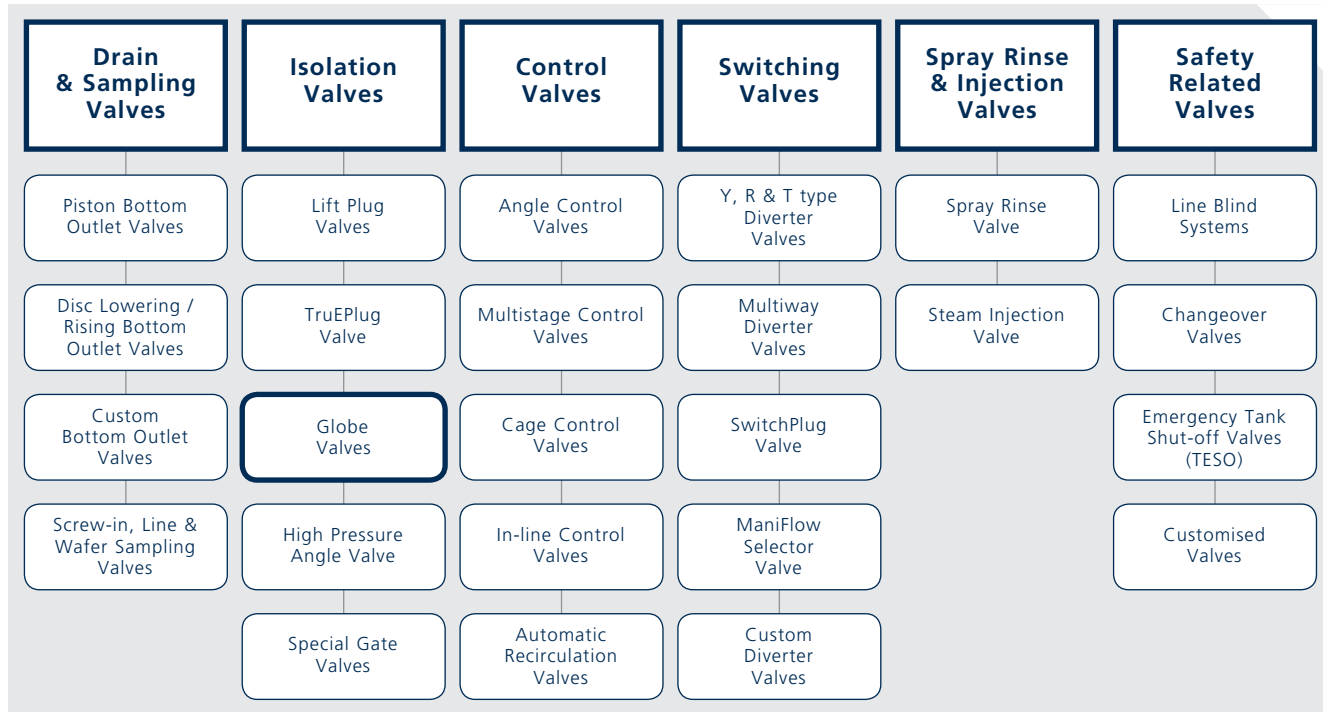 Drain
& Sampling
Valves
Isolation
Valves
Control
Valves
Switching
Valves
Spray Rinse
& Injection
Valves
Safety
Related
Valves
Piston Bottom
Outlet Valves
Lift Plug
Valves
Angle Control
Valves
Y, R & T type
Diverter
Valves
Spray Rinse
Valve
Line Blind
Systems
Disc Lowering /
Rising Bottom
Outlet Valves
TruEPlug
Valve
Multistage Control
Valves
Multiway
Diverter
Valves
Steam Injection
Valve
Changeover
Valves
Custom
Bottom Outlet
Valves
Globe
Valves
Cage Control
Valves
SwitchPlug
Valve
Emergency Tank
Shut-off Valves
(TESO)
Screw-in, Line &
Wafer Sampling
Valves
High Pressure
Angle Valve
In-line Control
Valves
ManiFlow
Selector
Valve
Customised
Valves
Special Gate
Valves
Automatic
Recirculation
Valves
Custom
Diverter
Valves